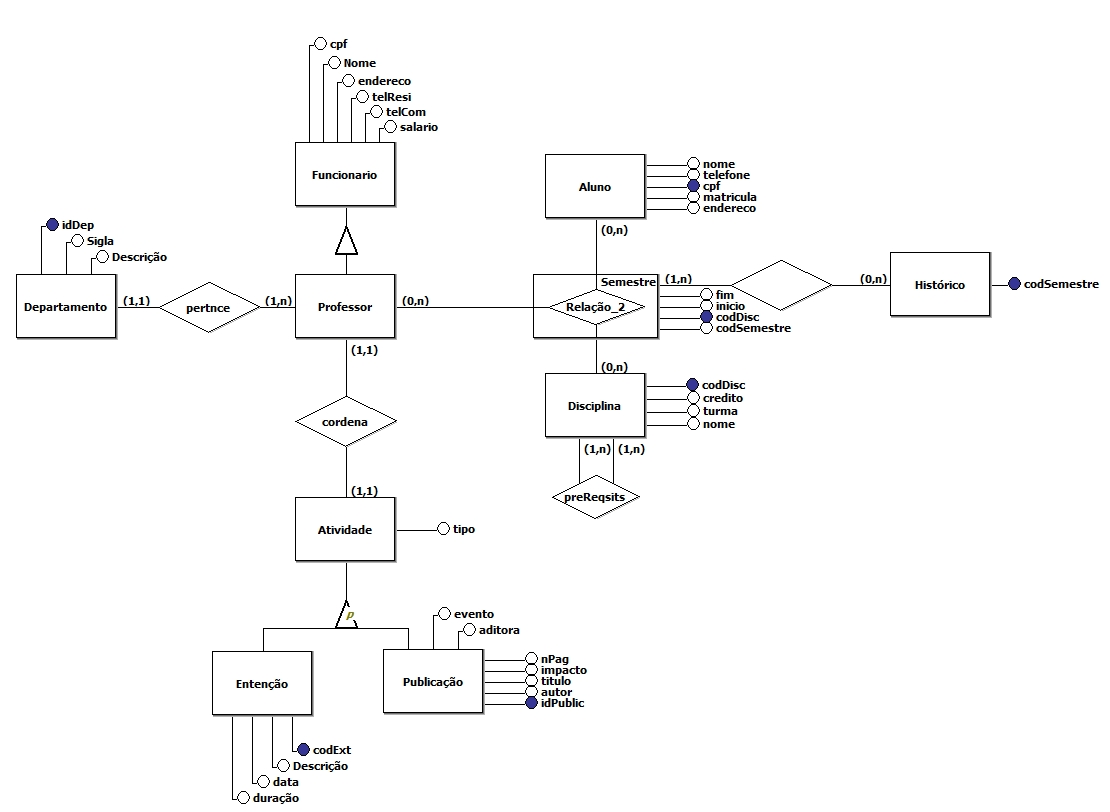 cpf
Nome
endereco
telResi
telCom
salario
Funcionario
nome
telefone
cpf
matricula
endereco
Aluno
(0,n)
idDep
Sigla
Descrição
Departamento
(1,1)
pertnce
(1,n)
Professor
(0,n)
Semestre
Relação_2
(1,n)
fim
inicio
codDisc
codSemestre
(0,n)
Histórico
codSemestre
(1,1)
(0,n)
Disciplina
codDisc
credito
turma
nome
cordena
(1,n)
(1,n)
preReqsits
(1,1)
Atividade
tipo
p
evento
aditora
Entenção
Publicação
nPag
impacto
titulo
autor
idPublic
codExt
Descrição
data
duração